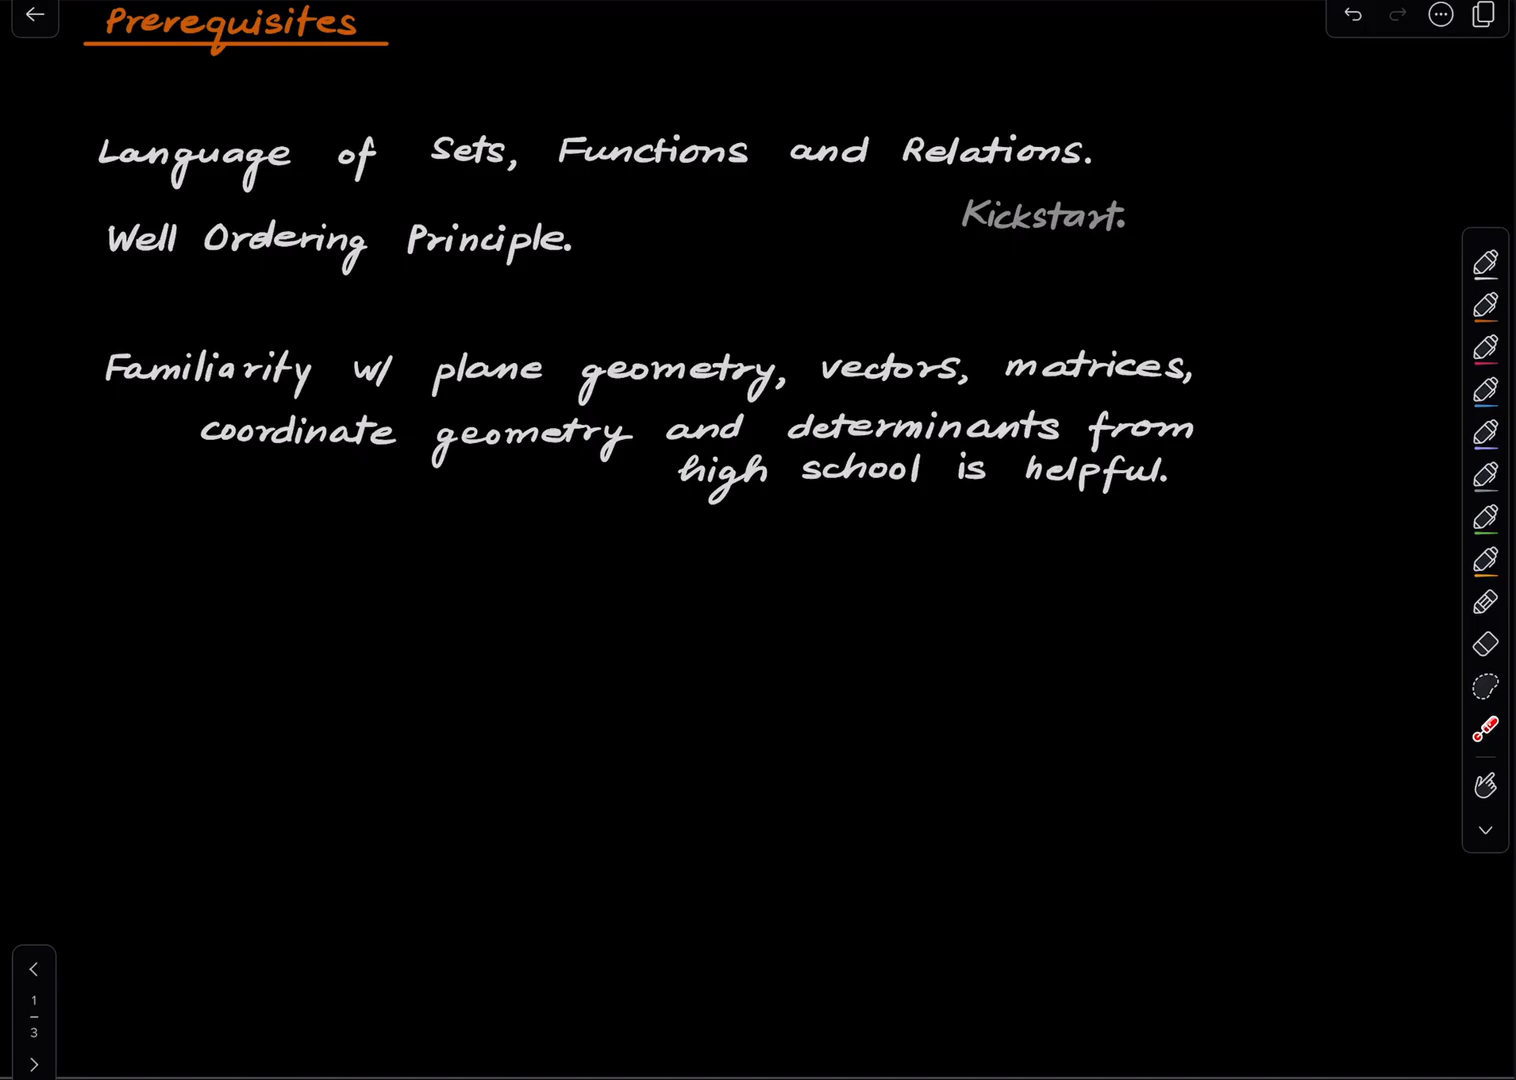 Prerequisites
Language of Sets, Functions and Relations.
Kickstart.
Well Ordering Principle.
Familiarity w/ plane geometry, vectors, matrices,
coordinate geometry and determinants from
high school is helpful.
1
3